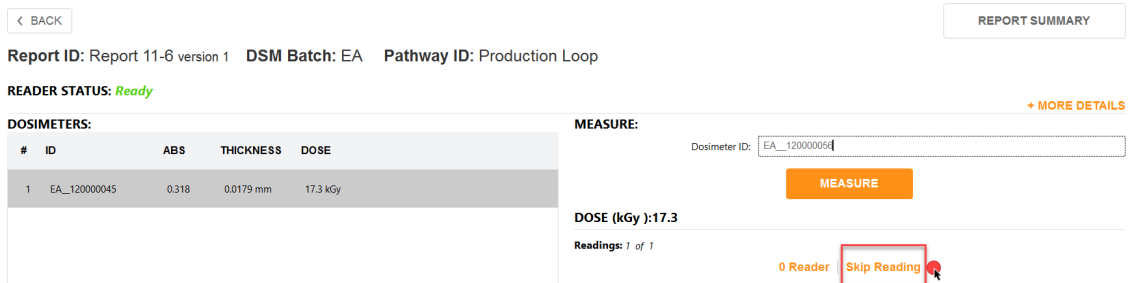 < BACK
REPORT SUMMARY
Report ID: Report 11-6 version 1 DSM Batch: EA Pathway ID: Production Loop
READER STATUS: Ready
+ MORE DETAILS
DOSIMETERS:
# ID ABS THICKNESS DOSE
1 EA__120000045 0.318 0.0179 mm 17.3 kGy
MEASURE:
Dosimeter ID: EA__120000056
MEASURE
DOSE (kGy ):17.3
Readings: 1 of 1
0 Reader Skip Reading